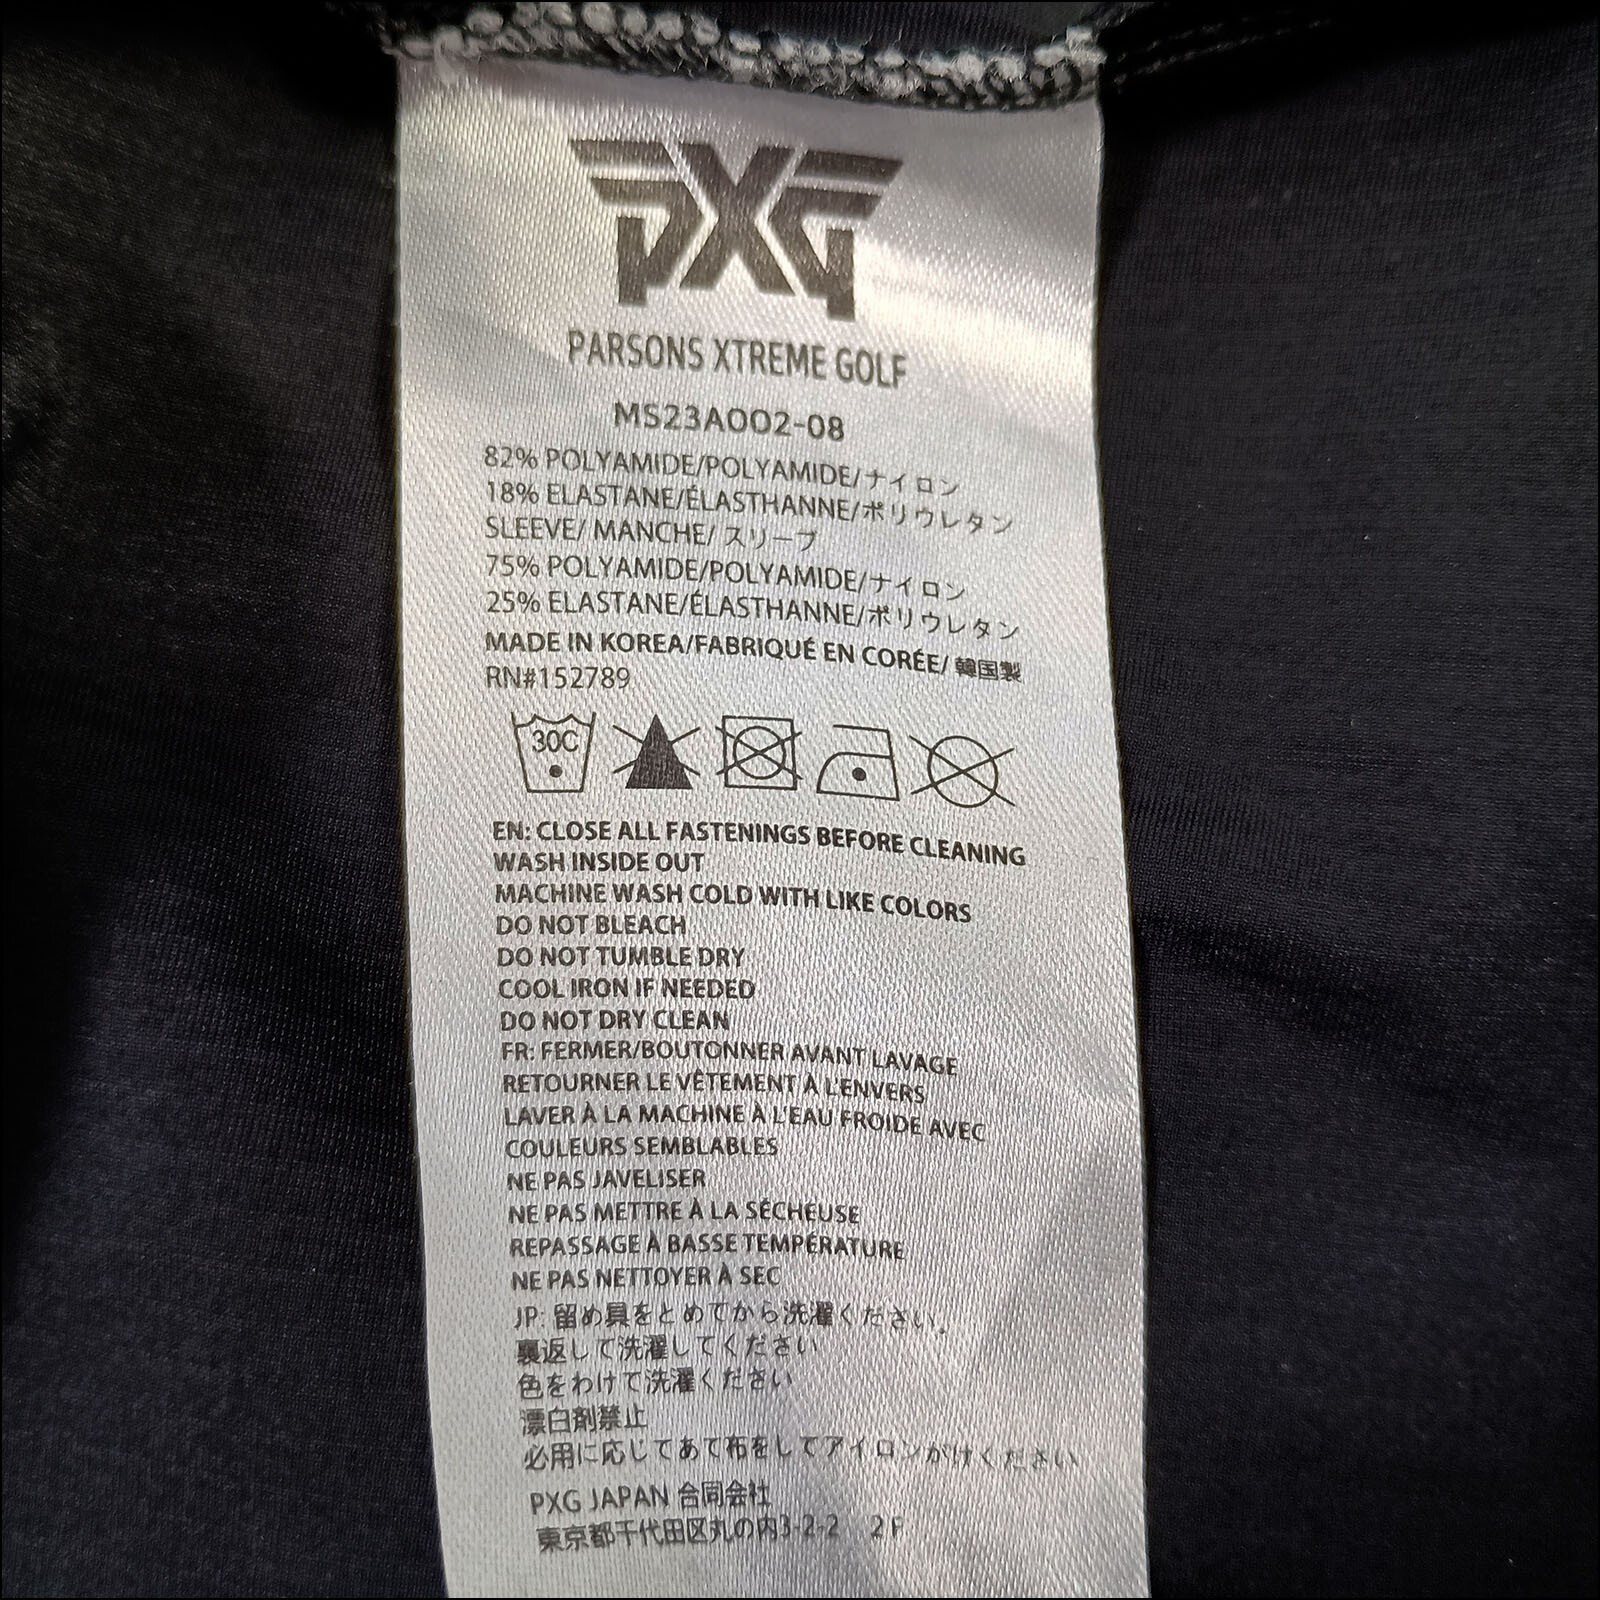 PXG
PARSONS XTREME GOLF
MS23A002-08
82% POLYAMIDE/POLYAMIDE/ナイロン
18% ELASTANE/ÉLASTHANNE/ポリウレタン
SLEEVE/ MANCHE/ スリーブ
75% POLYAMIDE/POLYAMIDE/ナイロン
25% ELASTANE/ÉLASTHANNE/ポリウレタン
MADE IN KOREA/FABRIQUÉ EN CORÉE/ 韓国製
RN#152789
30C
EN: CLOSE ALL FASTENINGS BEFORE CLEANING
WASH INSIDE OUT
MACHINE WASH COLD WITH LIKE COLORS
DO NOT BLEACH
DO NOT TUMBLE DRY
COOL IRON IF NEEDED
DO NOT DRY CLEAN
FR: FERMER/BOUTONNER AVANT LAVAGE
RETOURNER LE VÊTEMENT À L'ENVERS
LAVER À LA MACHINE À L'EAU FROIDE AVEC
COULEURS SEMBLABLES
NE PAS JAVELISER
NE PAS METTRE À LA SÉCHEUSE
REPASSAGE À BASSE TEMPÉRATURE
NE PAS NETTOYER À SEC
JP: 留め具をとめてから洗濯ください。
裏返して洗濯してください
色をわけて洗濯ください
漂白剤禁止
必用に応じてあて布をしてアイロンがけください
PXG JAPAN 合同会社
東京都千代田区丸の内3-2-2 2F